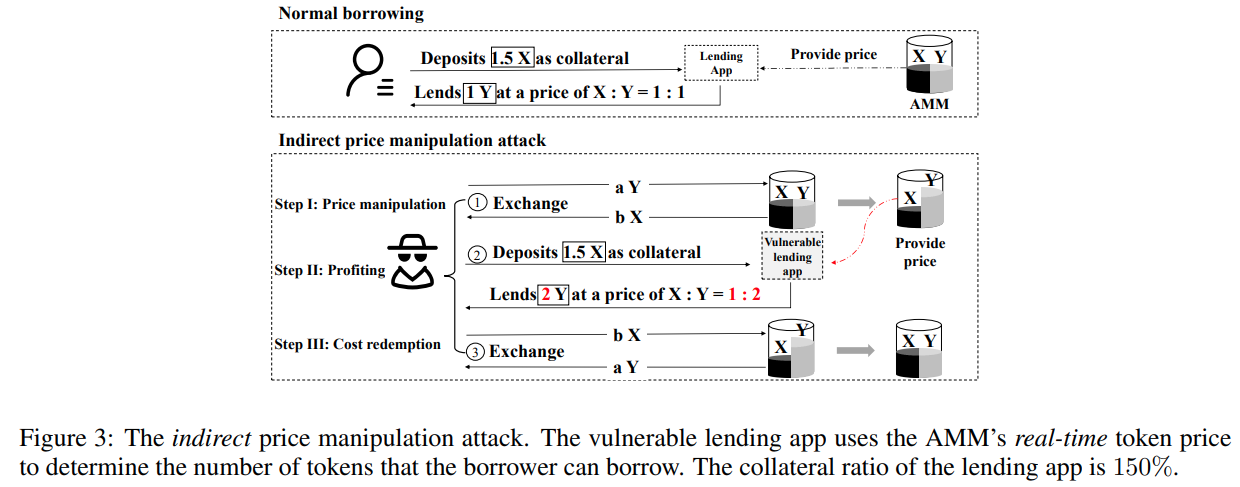 Normal borrowing
Deposits 1.5 X as collateral
Lending App
Provide price
X Y
Lends 1 Y at a price of X : Y = 1 : 1
AMM
Indirect price manipulation attack
a Y
X Y
Y
X
Step I: Price manipulation
1 Exchange
b X
2 Deposits 1.5 X as collateral
Vulnerable lending app
Provide price
Step II: Profiting
Lends 2 Y at a price of X : Y = 1 : 2
b X
Y
X
X Y
Step III: Cost redemption
3 Exchange
a Y
Figure 3: The indirect price manipulation attack. The vulnerable lending app uses the AMM's real-time token price
to determine the number of tokens that the borrower can borrow. The collateral ratio of the lending app is 150%.